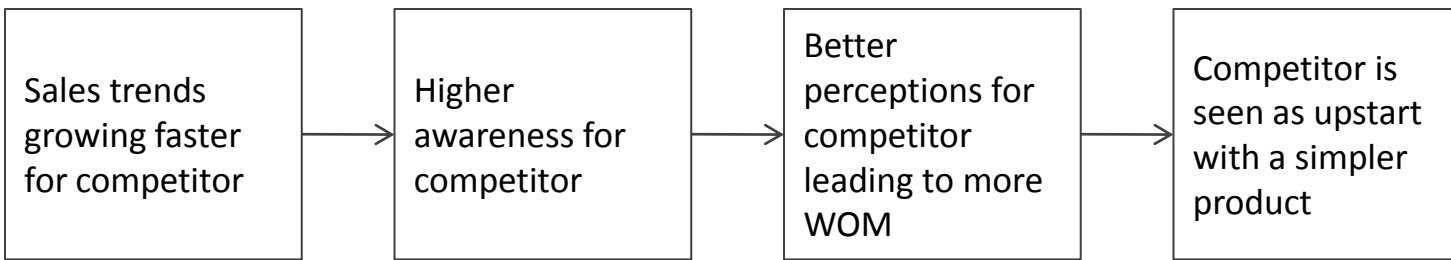 Sales trends
growing faster
for competitor
Higher
awareness for
competitor
Better
perceptions for
competitor
leading to more
WOM
Competitor is
seen as upstart
with a simpler
product